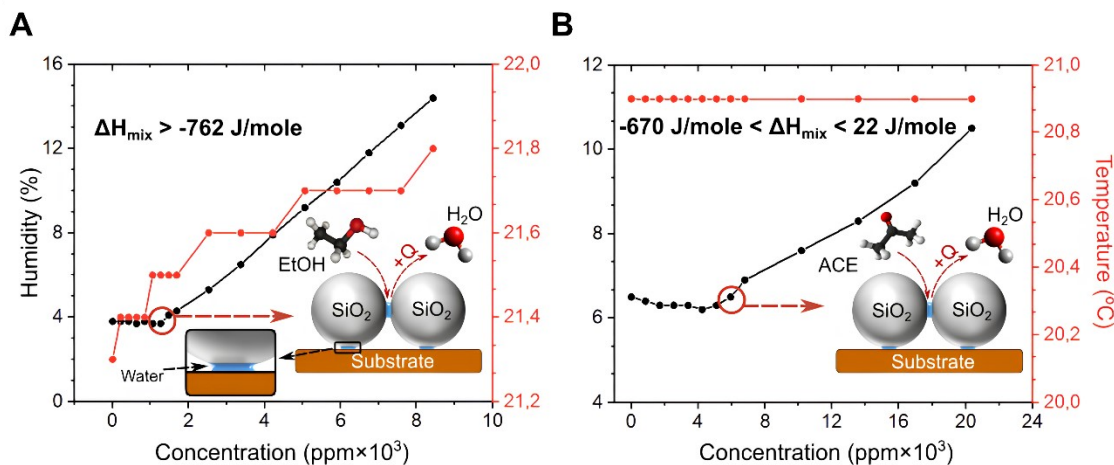 A
Humidity (%)
16
12
8
4
0
22,0
21,8
21,6
21,4
21,2
ΔHmix > -762 J/mole
EtOH
+Q
H2O
SiO2
SiO2
Water
Substrate
0
2
4
6
8
10
Concentration (ppm×10³)
B
12
10
8
6
4
21,0
20,8
20,6
20,4
20,2
20,0
Temperature (ºC)
-670 J/mole < ΔHmix < 22 J/mole
ACE
+Q
H2O
SiO2
SiO2
Substrate
0
4
8
12
16
20
24
Concentration (ppm×10³)